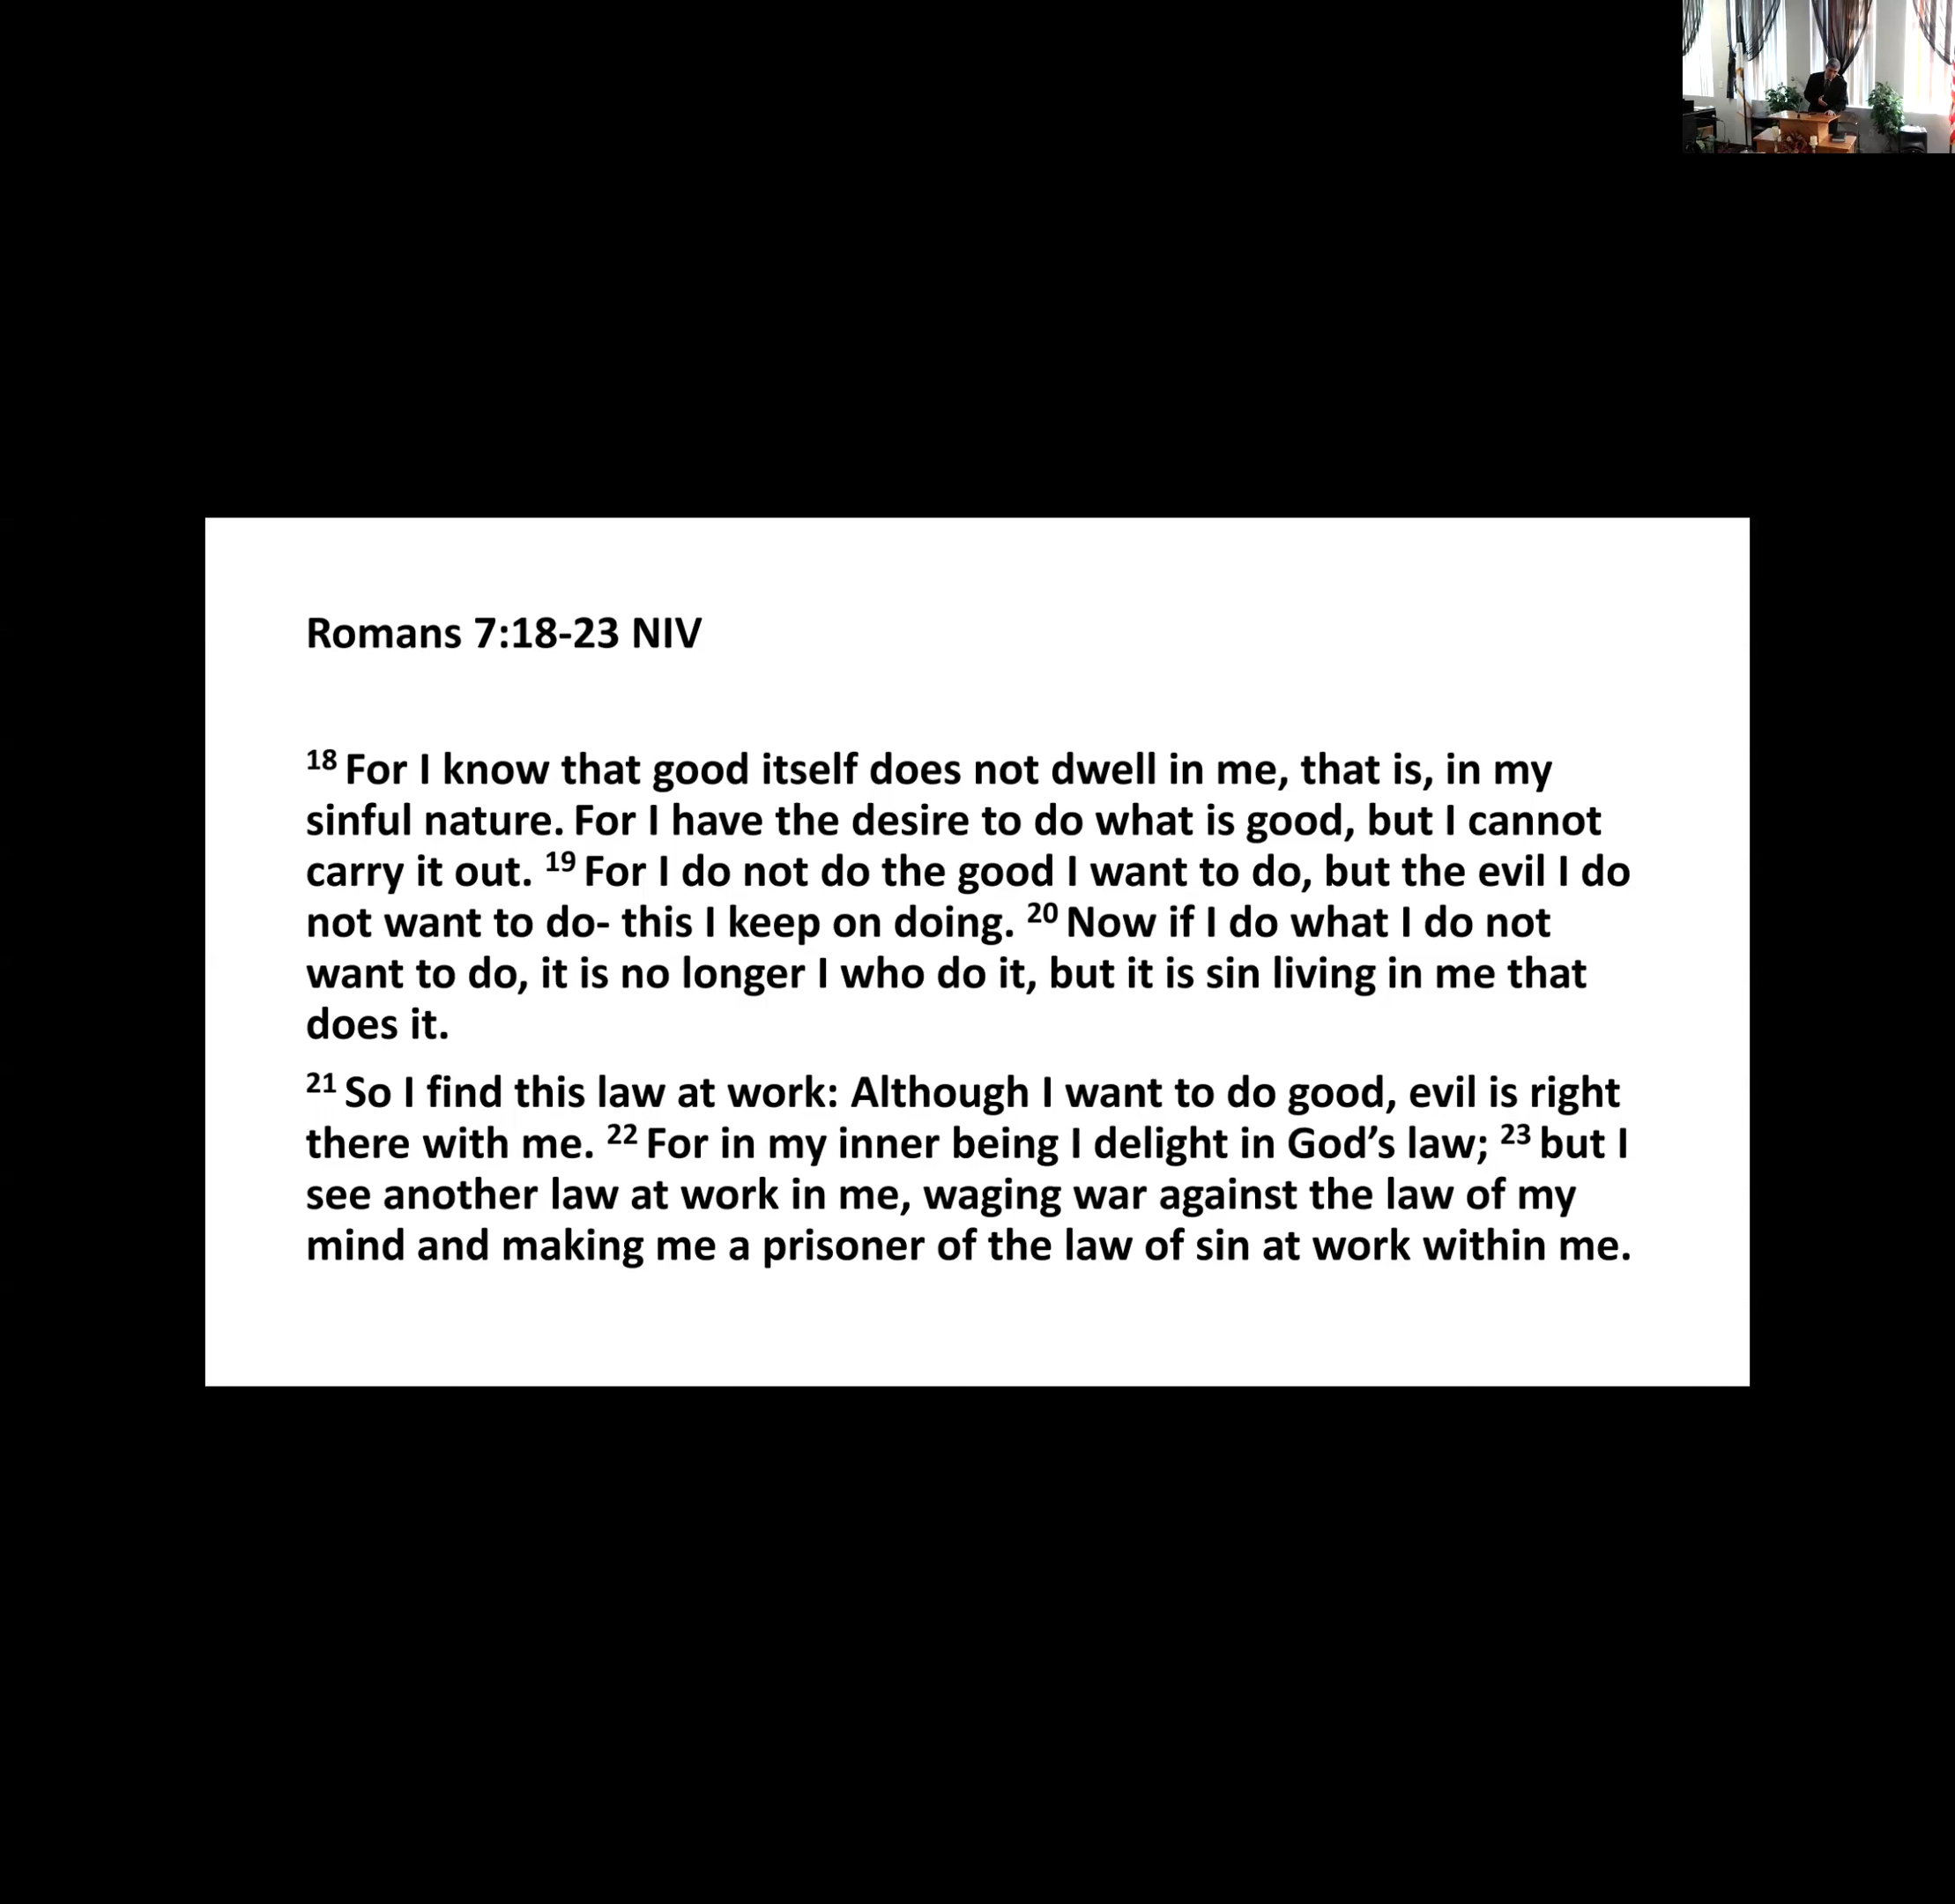 Romans 7:18-23 NIV
18 For I know that good itself does not dwell in me, that is, in my
sinful nature. For I have the desire to do what is good, but I cannot
carry it out. 19 For I do not do the good I want to do, but the evil I do
not want to do- this I keep on doing. 20 Now if I do what I do not
want to do, it is no longer I who do it, but it is sin living in me that
does it.
21 So I find this law at work: Although I want to do good, evil is right
there with me. 22 For in my inner being I delight in God’s law; 23 but I
see another law at work in me, waging war against the law of my
mind and making me a prisoner of the law of sin at work within me.